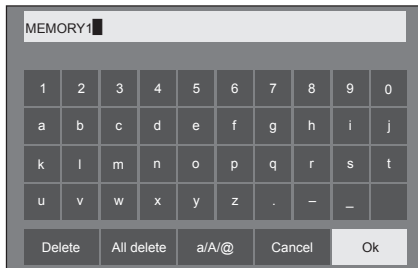 MEMORY1
1 2 3 4 5 6 7 8 9 0
a b c d e f g h i j
k l m n o p q r s t
u v w x y z . – _
Delete All delete a/A/@ Cancel Ok